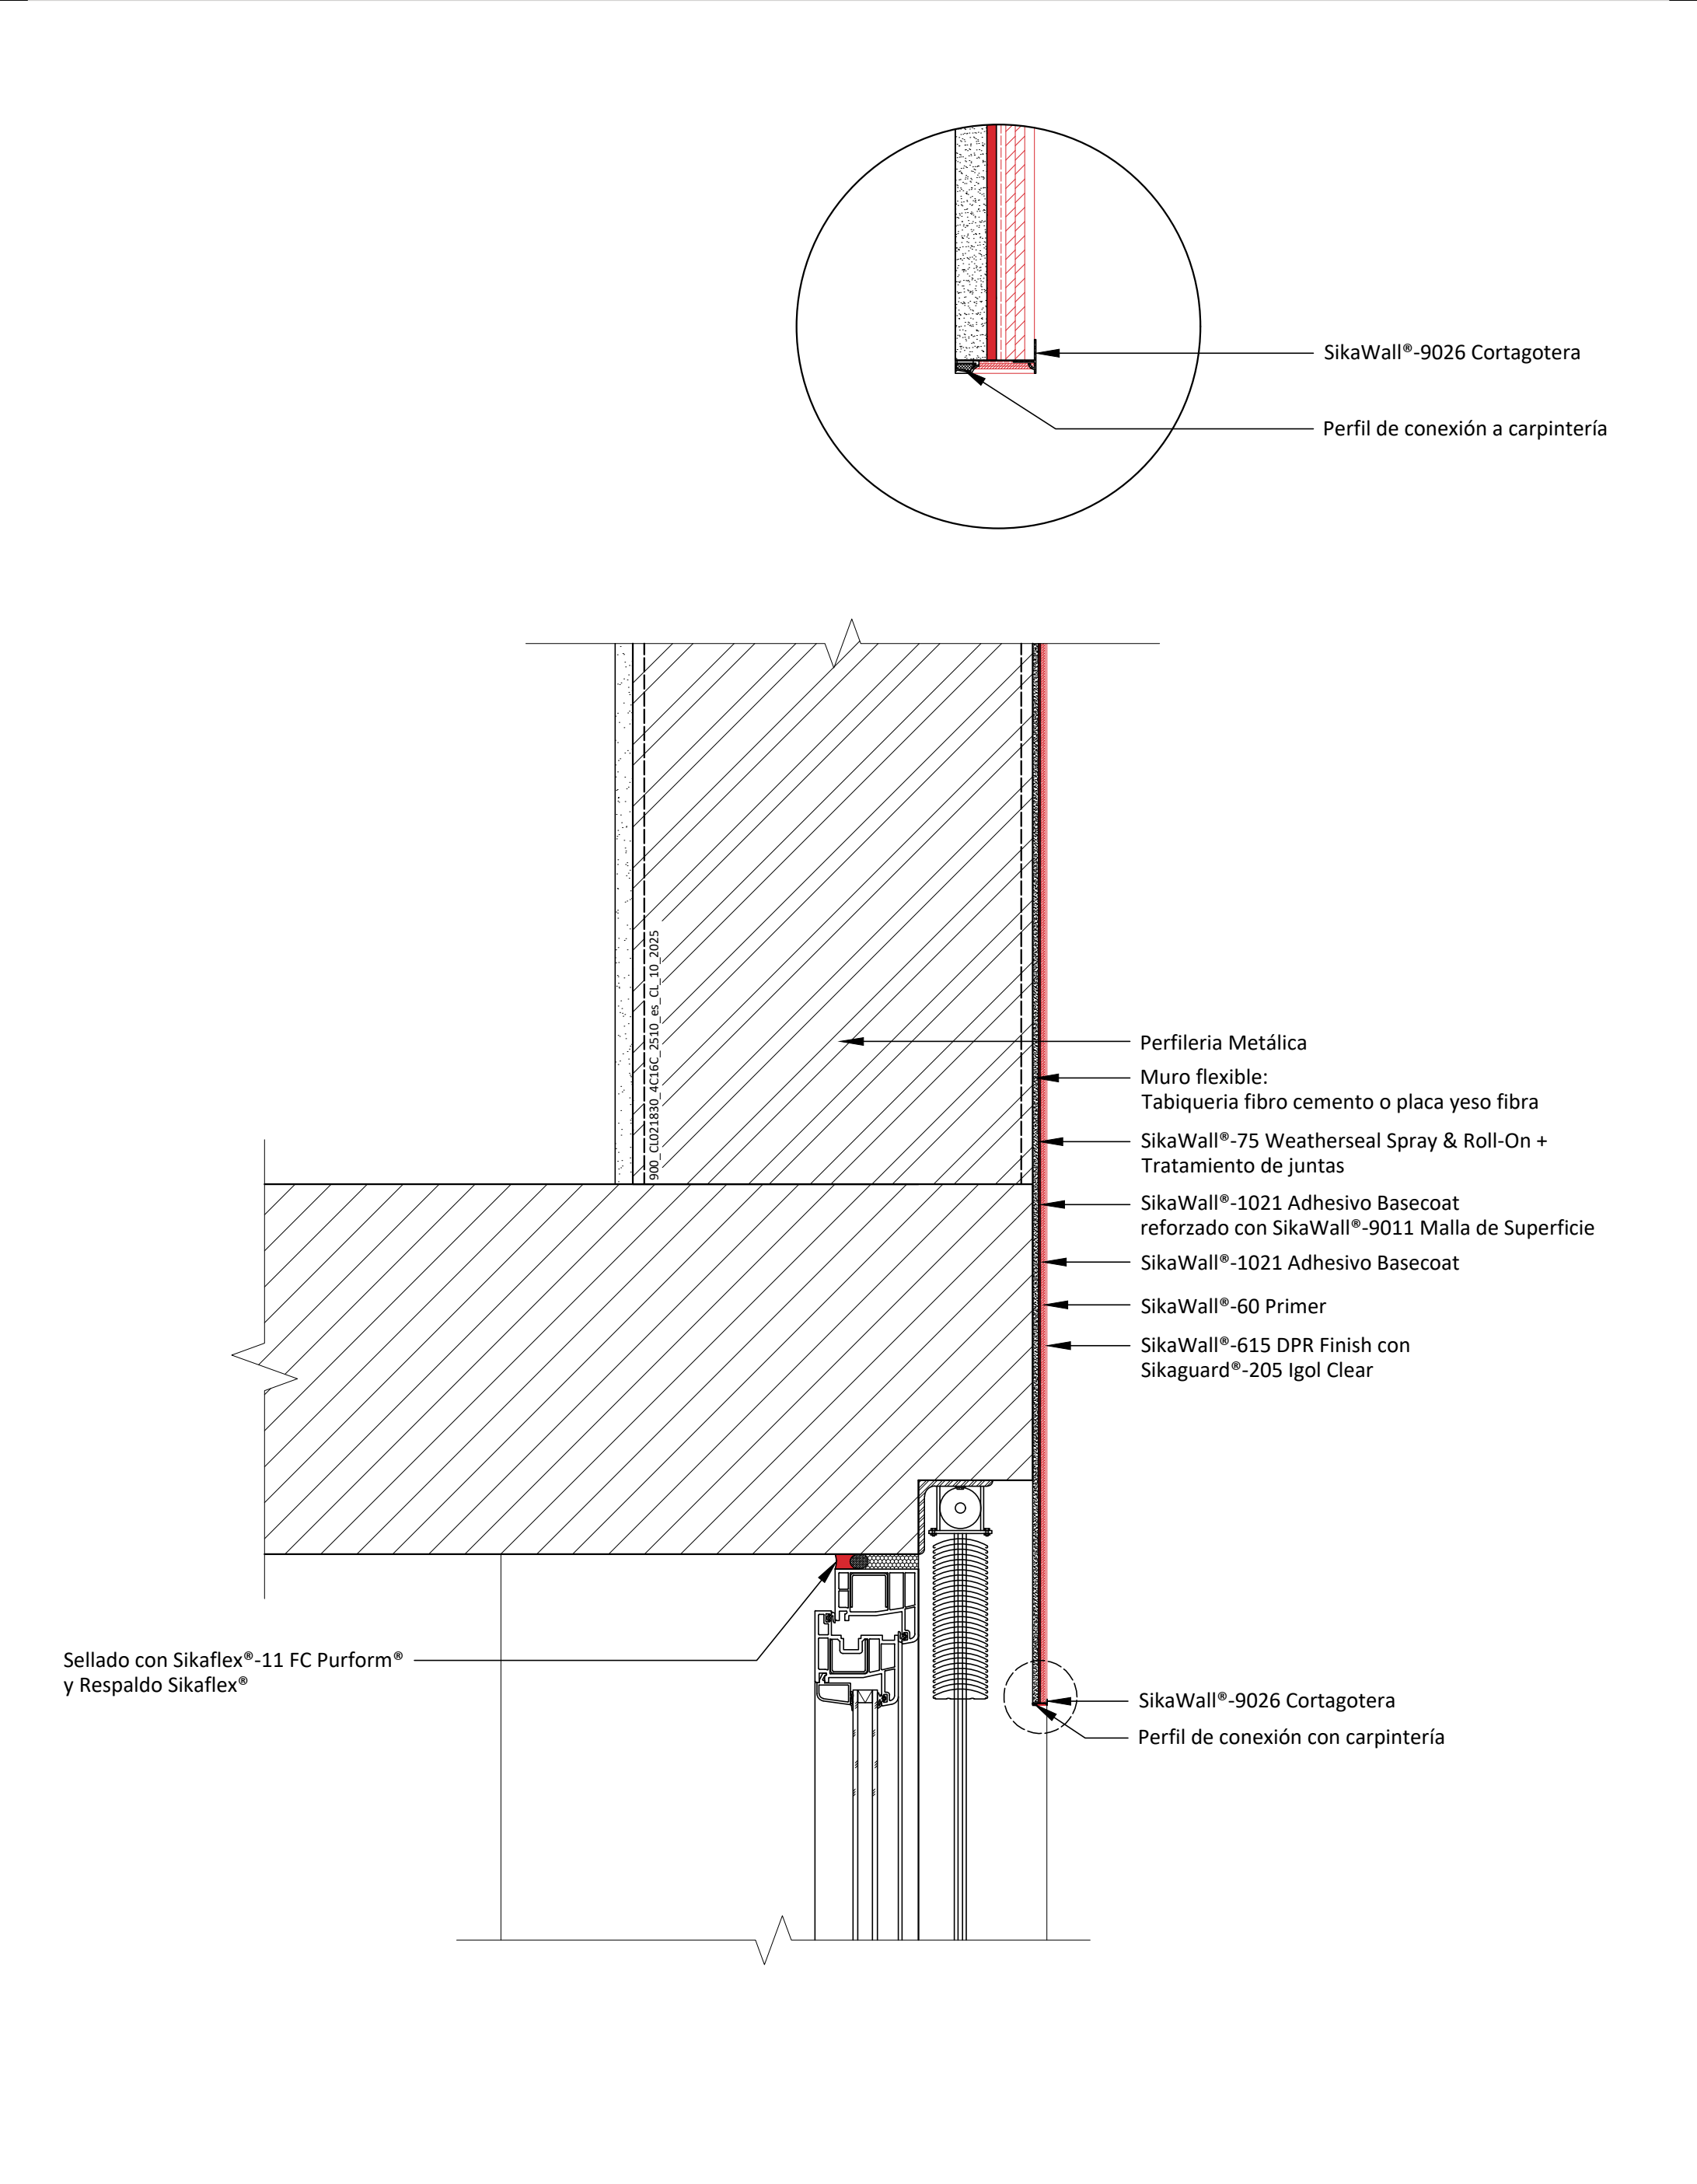 SikaWall®-9026 Cortagotera
Perfil de conexión a carpintería
900_CL021830_4C16C_2510_es_CL_10_2025
Perfileria Metálica
Muro flexible:
Tabiqueria fibro cemento o placa yeso fibra
SikaWall®-75 Weatherseal Spray & Roll-On +
Tratamiento de juntas
SikaWall®-1021 Adhesivo Basecoat
reforzado con SikaWall®-9011 Malla de Superficie
SikaWall®-1021 Adhesivo Basecoat
SikaWall®-60 Primer
SikaWall®-615 DPR Finish con
Sikaguard®-205 Igol Clear
Sellado con Sikaflex®-11 FC Purform®
y Respaldo Sikaflex®
SikaWall®-9026 Cortagotera
Perfil de conexión con carpintería